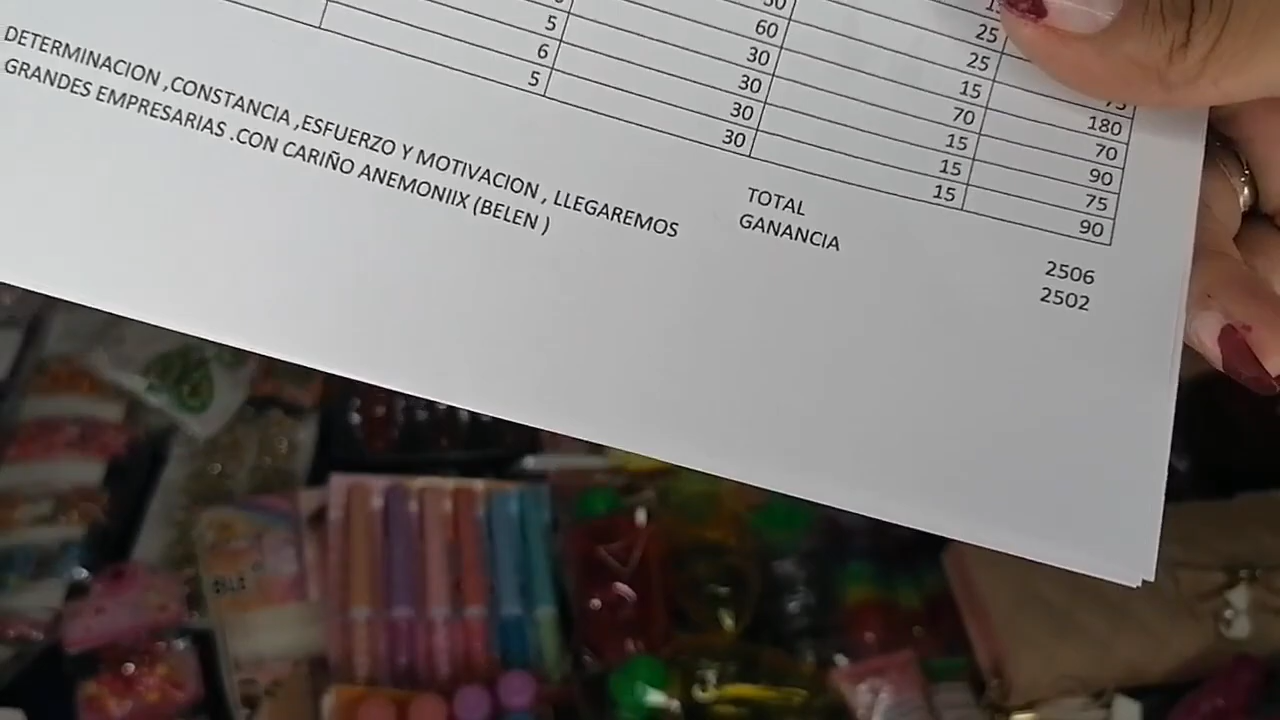 25
25
60 15 180
30 70 70
5 30 15 90
6 30 15 75
5 30 15 90
DETERMINACION ,CONSTANCIA ,ESFUERZO Y MOTIVACION , LLEGAREMOS
GRANDES EMPRESARIAS .CON CARIÑO ANEMONIIX (BELEN )
TOTAL 2506
GANANCIA 2502